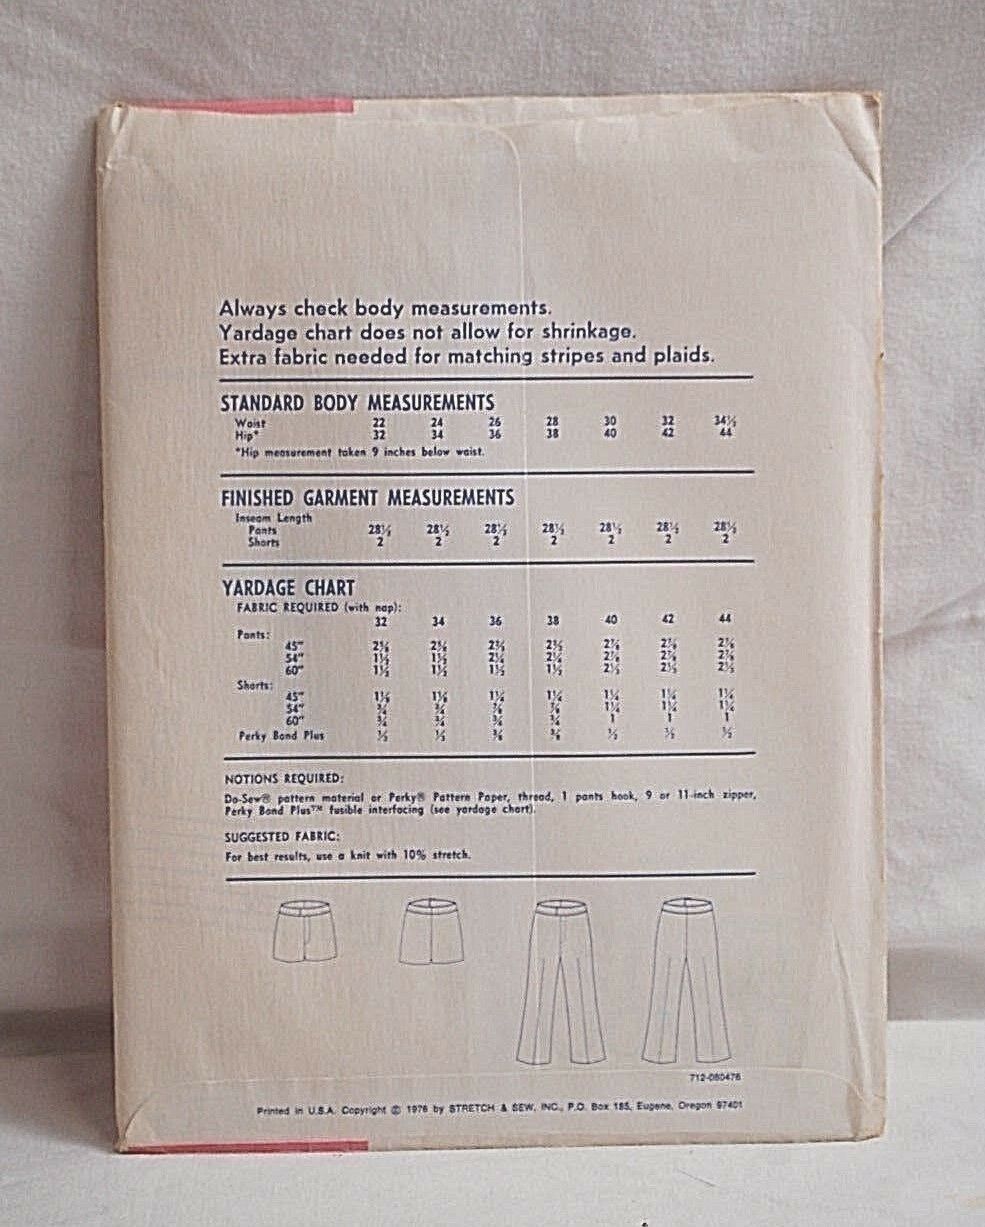 Always check body measurements.
Yardage chart does not allow for shrinkage.
Extra fabric needed for matching stripes and plaids.
STANDARD BODY MEASUREMENTS
Waist 22 24 26 28 30 32 34½
Hip* 32 34 36 38 40 42 44
*Hip measurement taken 9 inches below waist.
FINISHED GARMENT MEASUREMENTS
Inseam Length
Pants 28½ 28½ 28½ 28½ 28½ 28½ 28½
Shorts 2 2 2 2 2 2 2
YARDAGE CHART
FABRIC REQUIRED (with nap):
32 34 36 38 40 42 44
Pants:
45"
54"
60"
Shorts:
45"
54"
60" 1 1 1
Perky Bond Plus
NOTIONS REQUIRED:
Do-Sew® pattern material or Perky® Pattern Paper, thread, 1 pants hook, 9 or 11-inch zipper,
Perky Bond Plus™ fusible interfacing (see yardage chart).
SUGGESTED FABRIC:
For best results, use a knit with 10% stretch.
712-080476
Printed in U.S.A. Copyright © 1976 by STRETCH & SEW, INC., P.O. Box 185, Eugene, Oregon 97401